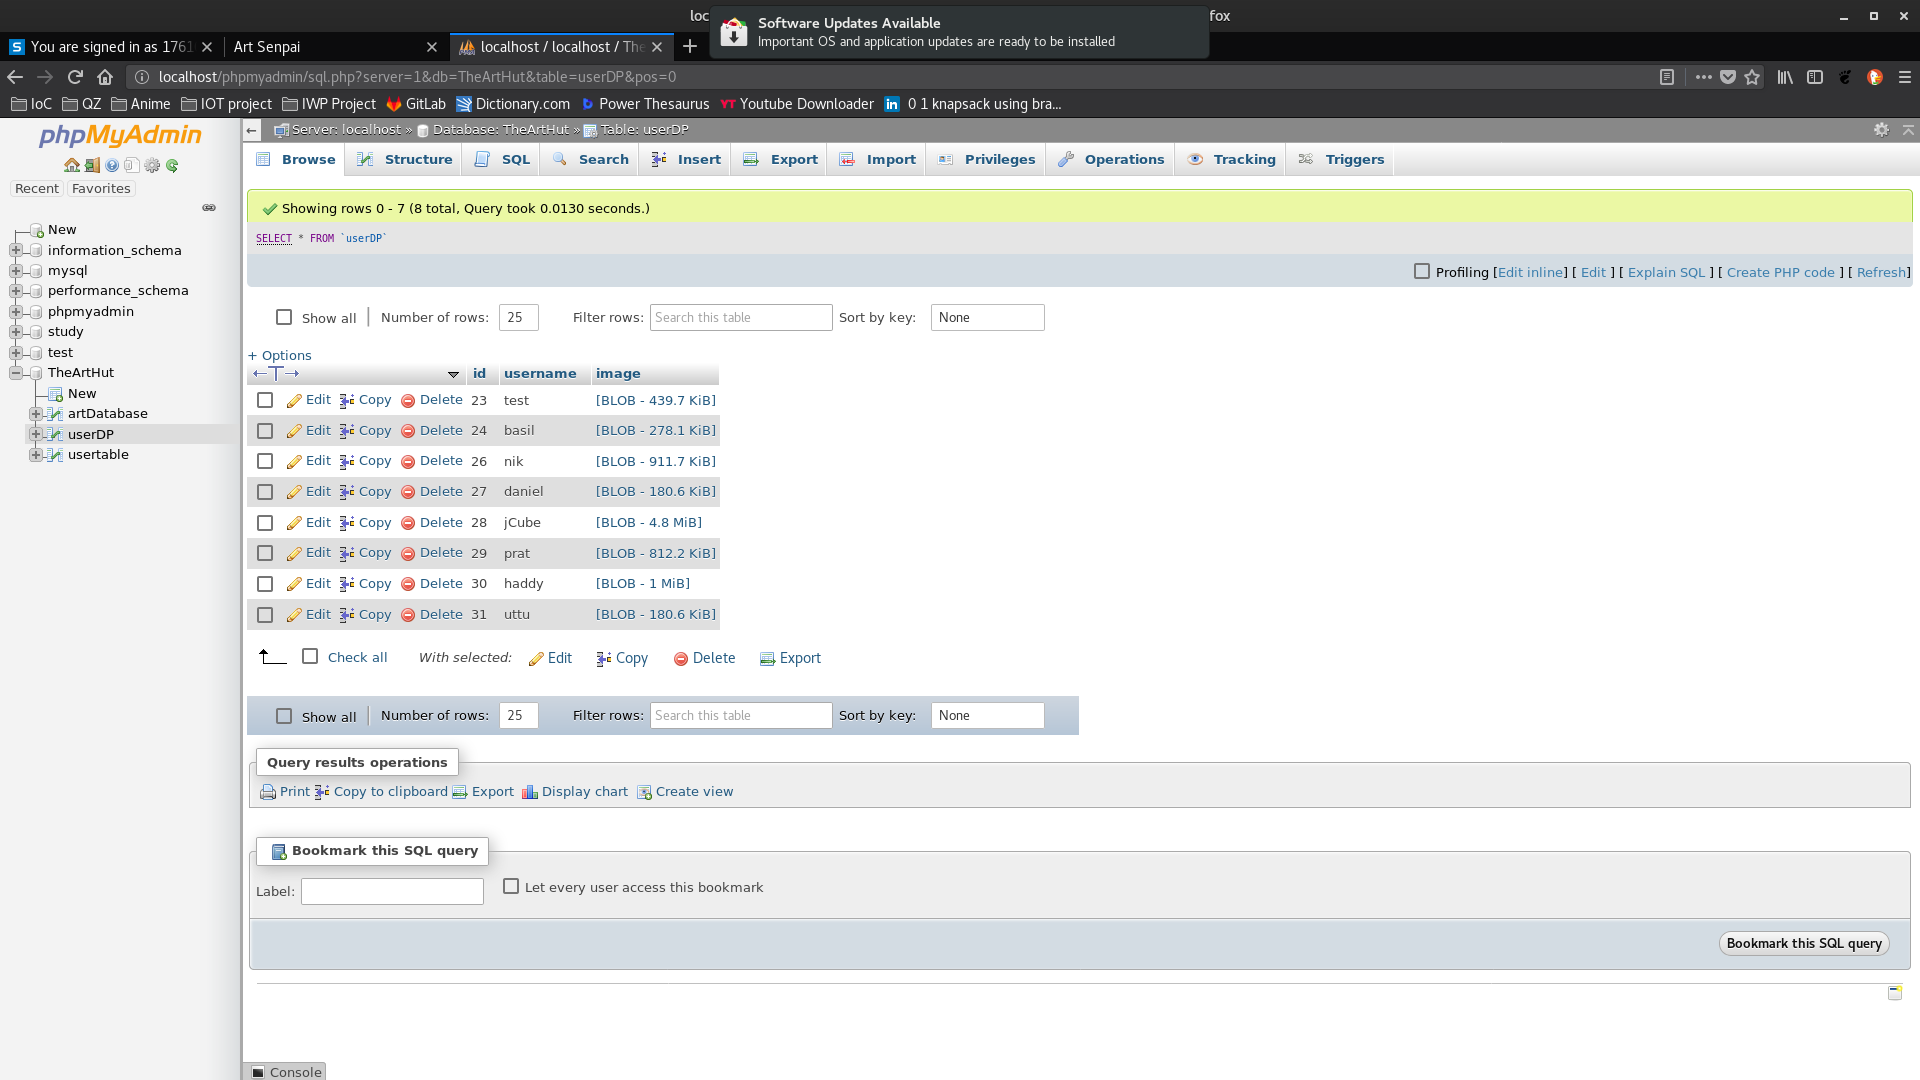 loc
fox
Software Updates Available
Important OS and application updates are ready to be installed
You are signed in as 1761
Art Senpai
localhost / localhost / The
localhost/phpmyadmin/sql.php?server=1&db=TheArtHut&table=userDP&pos=0
IoC QZ Anime IOT project IWP Project GitLab Dictionary.com Power Thesaurus YT Youtube Downloader in 0 1 knapsack using bra...
phpMyAdmin
Recent Favorites
New
information_schema
mysql
performance_schema
phpmyadmin
study
test
TheArtHut
New
artDatabase
userDP
usertable
Server: localhost » Database: TheArtHut » Table: userDP
Browse Structure SQL Search Insert Export Import Privileges Operations Tracking Triggers
Showing rows 0 - 7 (8 total, Query took 0.0130 seconds.)
SELECT * FROM `userDP`
Profiling [Edit inline] [ Edit ] [ Explain SQL ] [ Create PHP code ] [ Refresh]
Show all Number of rows: 25 Filter rows: Search this table Sort by key: None
+ Options
id username image
Edit Copy Delete 23 test [BLOB - 439.7 KiB]
Edit Copy Delete 24 basil [BLOB - 278.1 KiB]
Edit Copy Delete 26 nik [BLOB - 911.7 KiB]
Edit Copy Delete 27 daniel [BLOB - 180.6 KiB]
Edit Copy Delete 28 jCube [BLOB - 4.8 MiB]
Edit Copy Delete 29 prat [BLOB - 812.2 KiB]
Edit Copy Delete 30 haddy [BLOB - 1 MiB]
Edit Copy Delete 31 uttu [BLOB - 180.6 KiB]
Check all With selected: Edit Copy Delete Export
Show all Number of rows: 25 Filter rows: Search this table Sort by key: None
Query results operations
Print Copy to clipboard Export Display chart Create view
Bookmark this SQL query
Label: Let every user access this bookmark
Bookmark this SQL query
Console